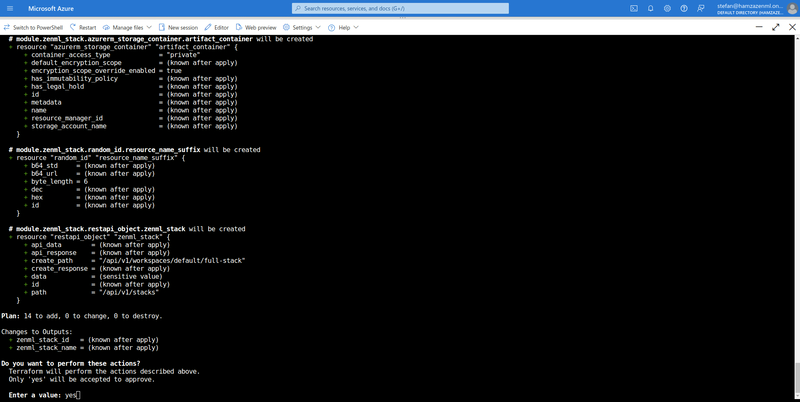 Microsoft Azure
Search resources, services, and docs (G+/)
stefan@hamzazenml.on...
DEFAULT DIRECTORY (HAMZAZE...
Switch to PowerShell Restart Manage files New session Editor Web preview Settings Help
# module.zenml_stack.azurerm_storage_container.artifact_container will be created
+ resource "azurerm_storage_container" "artifact_container" {
+ container_access_type = "private"
+ default_encryption_scope = (known after apply)
+ encryption_scope_override_enabled = true
+ has_immutability_policy = (known after apply)
+ has_legal_hold = (known after apply)
+ id = (known after apply)
+ metadata = (known after apply)
+ name = (known after apply)
+ resource_manager_id = (known after apply)
+ storage_account_name = (known after apply)
}
# module.zenml_stack.random_id.resource_name_suffix will be created
+ resource "random_id" "resource_name_suffix" {
+ b64_std = (known after apply)
+ b64_url = (known after apply)
+ byte_length = 6
+ dec = (known after apply)
+ hex = (known after apply)
+ id = (known after apply)
}
# module.zenml_stack.restapi_object.zenml_stack will be created
+ resource "restapi_object" "zenml_stack" {
+ api_data = (known after apply)
+ api_response = (known after apply)
+ create_path = "/api/v1/workspaces/default/full-stack"
+ create_response = (known after apply)
+ data = (sensitive value)
+ id = (known after apply)
+ path = "/api/v1/stacks"
}
Plan: 14 to add, 0 to change, 0 to destroy.
Changes to Outputs:
+ zenml_stack_id = (known after apply)
+ zenml_stack_name = (known after apply)
Do you want to perform these actions?
Terraform will perform the actions described above.
Only 'yes' will be accepted to approve.
Enter a value: yes